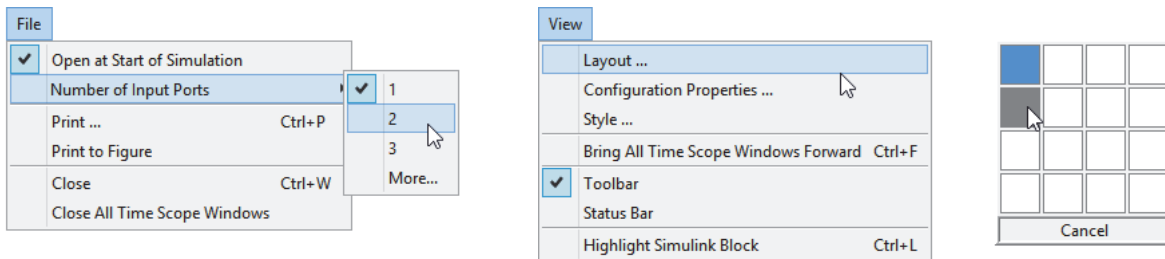 File
Open at Start of Simulation
Number of Input Ports
1
2
3
More...
Print ... Ctrl+P
Print to Figure
Close Ctrl+W
Close All Time Scope Windows
View
Layout ...
Configuration Properties ...
Style ...
Bring All Time Scope Windows Forward Ctrl+F
Toolbar
Status Bar
Highlight Simulink Block Ctrl+L
Cancel